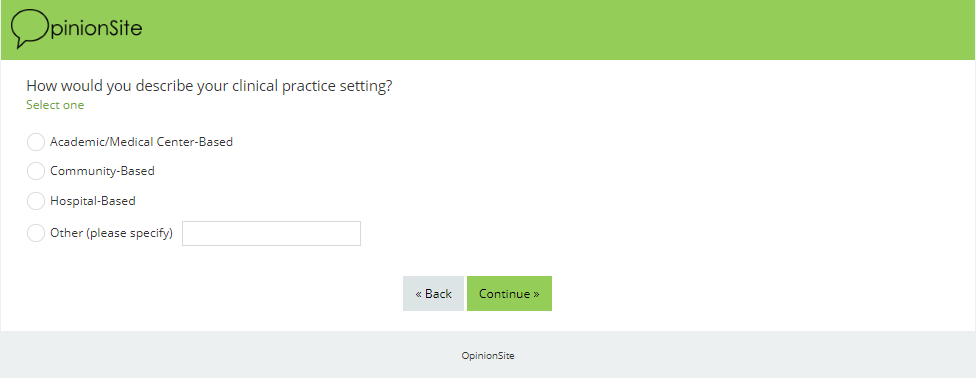 OpinionSite
How would you describe your clinical practice setting?
Select one
Academic/Medical Center-Based
Community-Based
Hospital-Based
Other (please specify)
« Back Continue »
OpinionSite